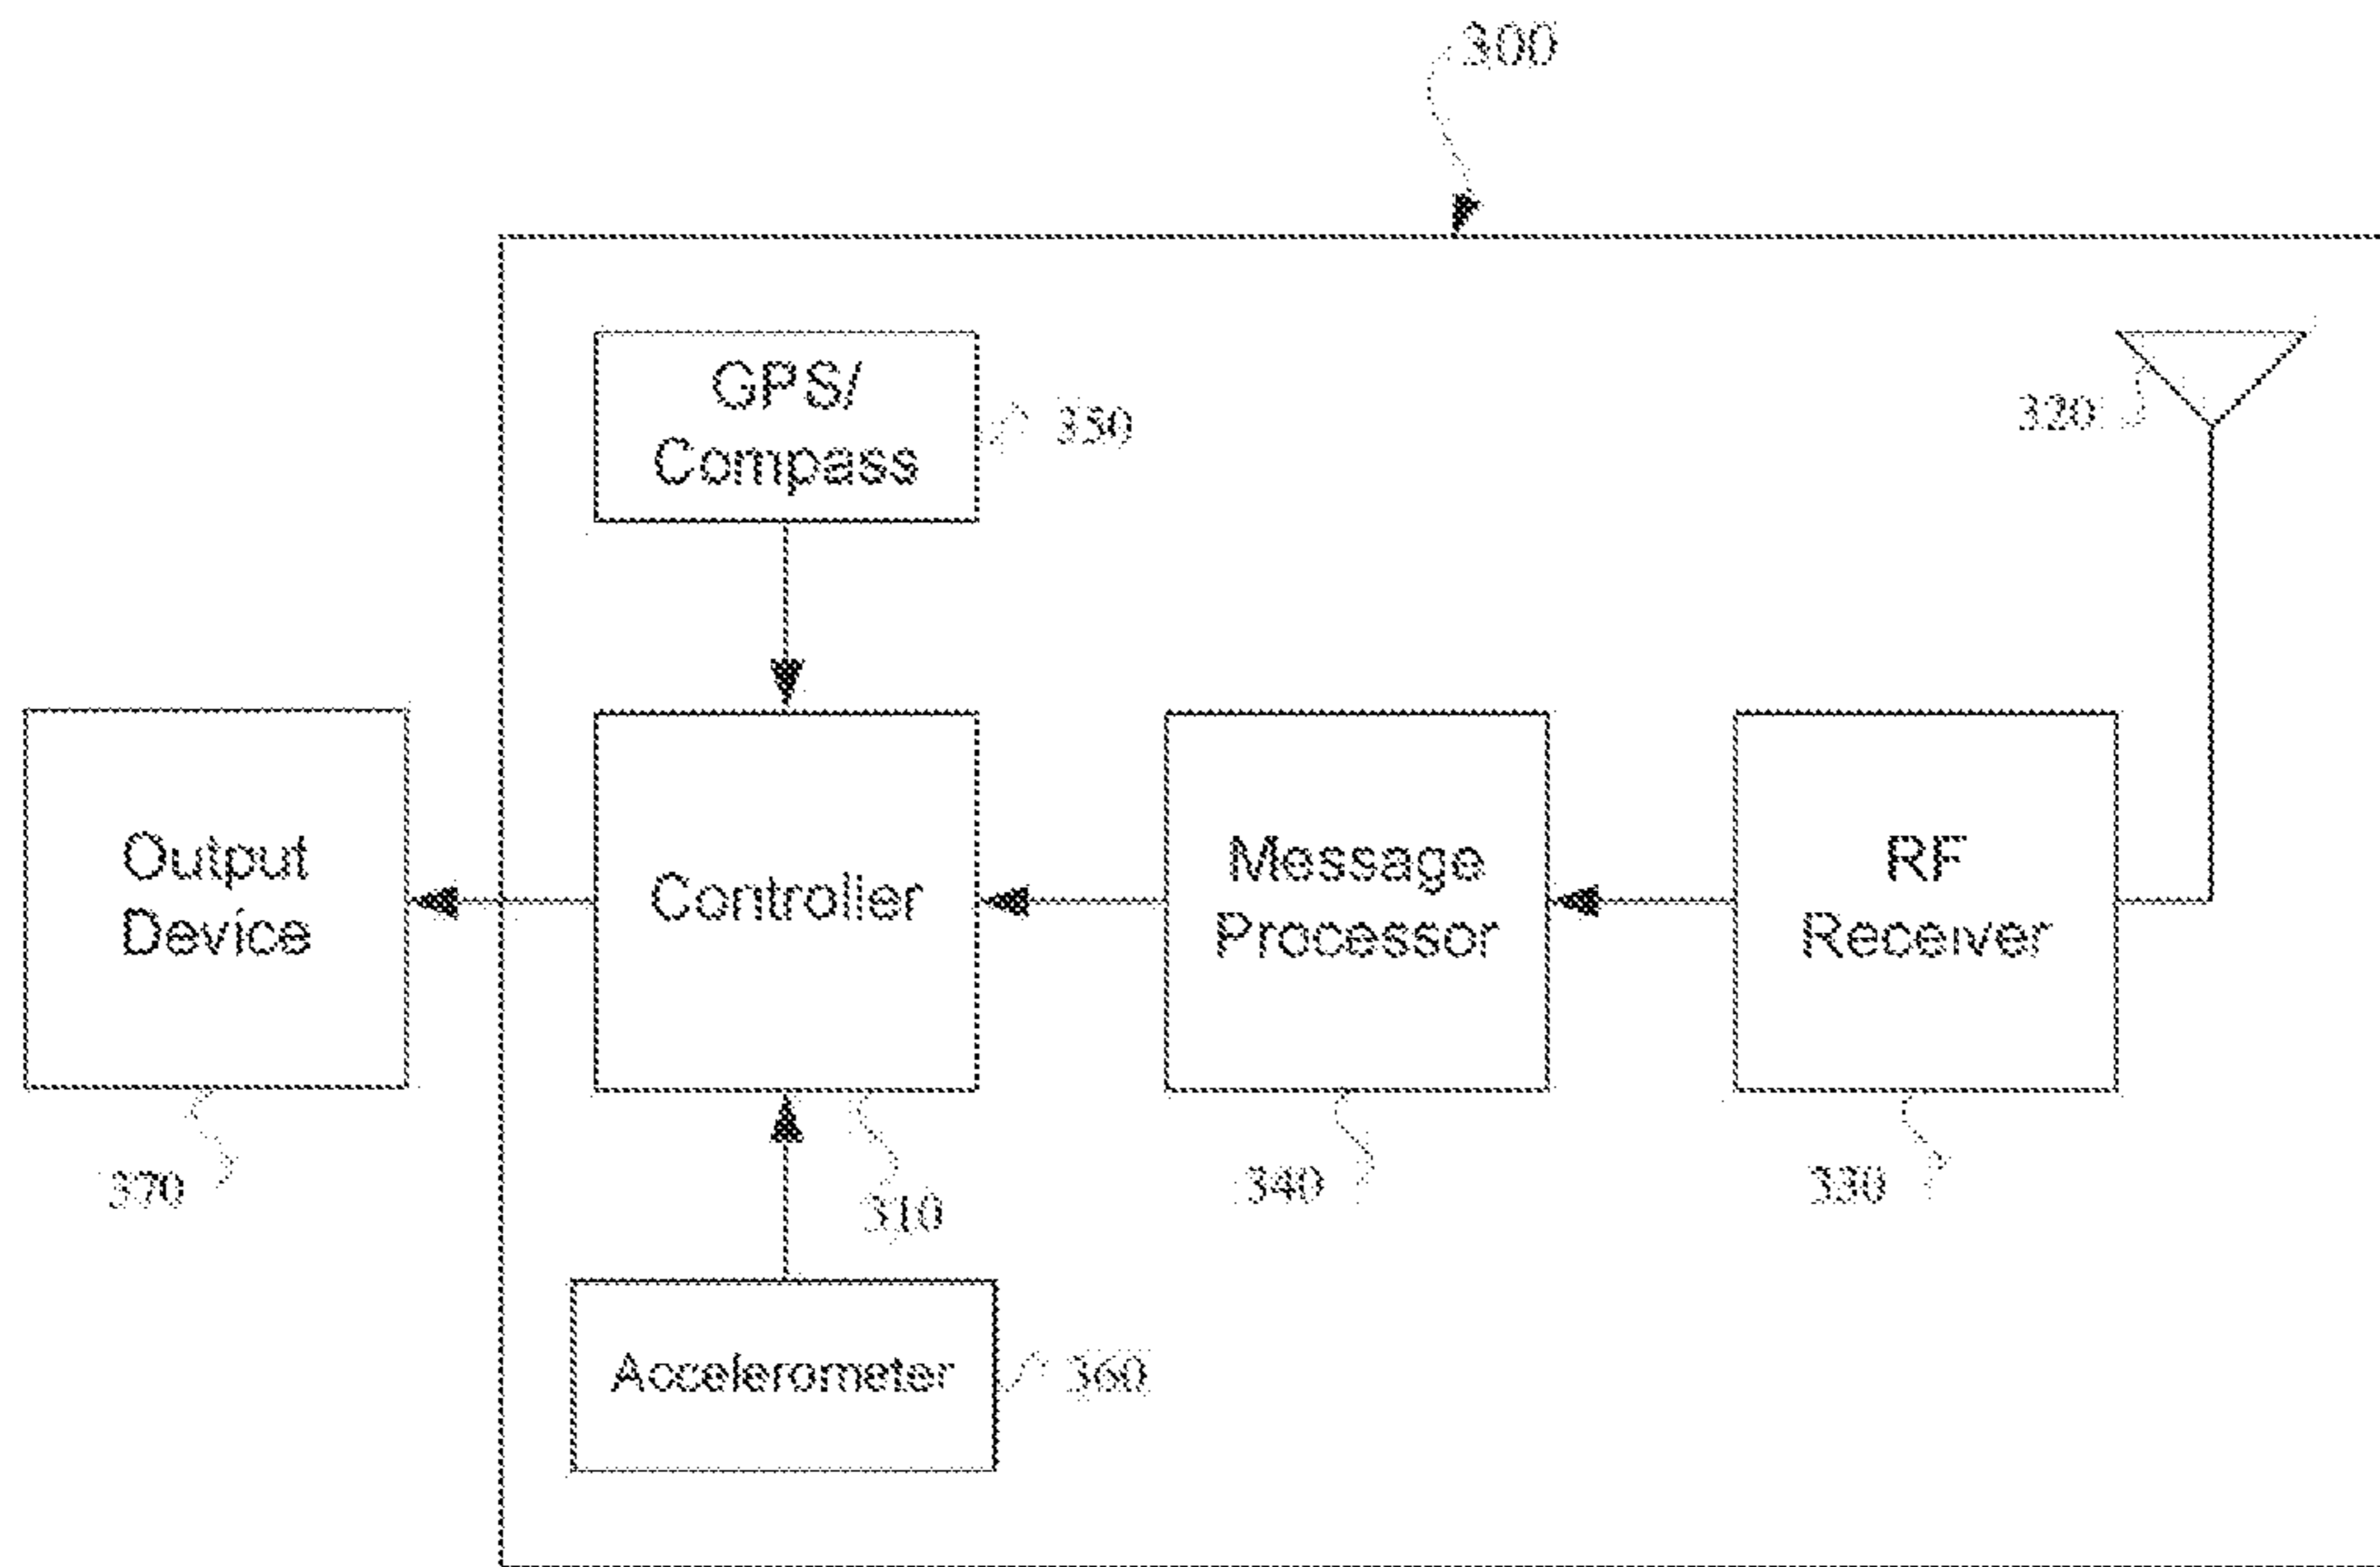 300
GPS/
Compass
350
320
Output
Device
Controller
Message
Processor
RF
Receiver
370
310
340
330
Accelerometer
360